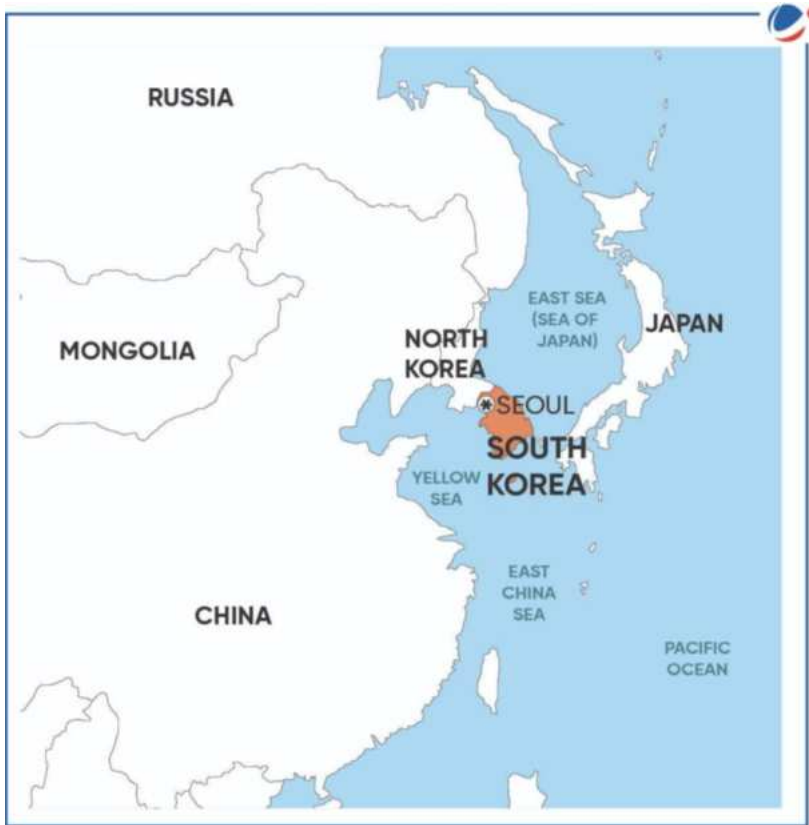 RUSSIA
EAST SEA
(SEA OF
JAPAN)
JAPAN
MONGOLIA
NORTH
KOREA
SEOUL
SOUTH
KOREA
YELLOW
SEA
EAST
CHINA
SEA
CHINA
PACIFIC
OCEAN